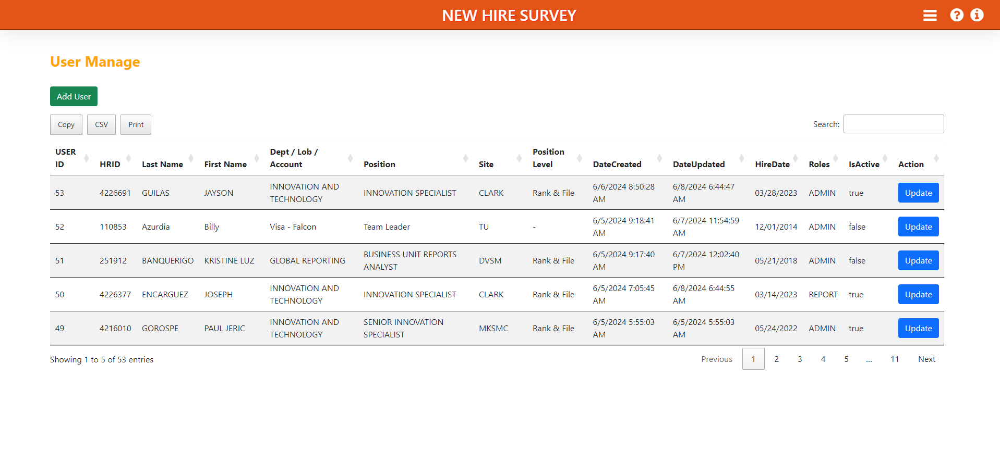 NEW HIRE SURVEY
User Manage
Add User
Copy CSV Print Search:
USER ID HRID Last Name First Name Dept / Lob / Account Position Site Position Level DateCreated DateUpdated HireDate Roles IsActive Action
53 4226691 GUILAS JAYSON INNOVATION AND TECHNOLOGY INNOVATION SPECIALIST CLARK Rank & File 6/6/2024 8:50:28 AM 6/8/2024 6:44:47 AM 03/28/2023 ADMIN true Update
52 110853 Azurdia Billy Visa - Falcon Team Leader TU - 6/5/2024 9:18:41 AM 6/7/2024 11:54:59 AM 12/01/2014 ADMIN false Update
51 251912 BANQUERIGO KRISTINE LUZ GLOBAL REPORTING BUSINESS UNIT REPORTS ANALYST DVSM Rank & File 6/5/2024 9:17:40 AM 6/7/2024 12:02:40 PM 05/21/2018 ADMIN false Update
50 4226377 ENCARGUEZ JOSEPH INNOVATION AND TECHNOLOGY INNOVATION SPECIALIST CLARK Rank & File 6/5/2024 7:05:45 AM 6/8/2024 6:44:55 AM 03/14/2023 REPORT true Update
49 4216010 GOROSPE PAUL JERIC INNOVATION AND TECHNOLOGY SENIOR INNOVATION SPECIALIST MKSMC Rank & File 6/5/2024 5:55:03 AM 6/5/2024 5:55:03 AM 05/24/2022 ADMIN true Update
Showing 1 to 5 of 53 entries Previous 1 2 3 4 5 ... 11 Next